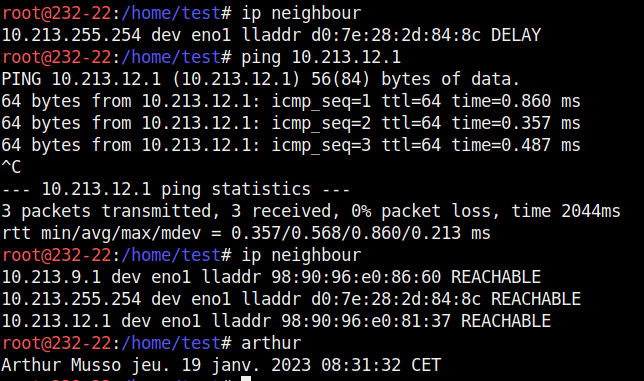 root@232-22:/home/test# ip neighbour
10.213.255.254 dev eno1 lladdr d0:7e:28:2d:84:8c DELAY
root@232-22:/home/test# ping 10.213.12.1
PING 10.213.12.1 (10.213.12.1) 56(84) bytes of data.
64 bytes from 10.213.12.1: icmp_seq=1 ttl=64 time=0.860 ms
64 bytes from 10.213.12.1: icmp_seq=2 ttl=64 time=0.357 ms
64 bytes from 10.213.12.1: icmp_seq=3 ttl=64 time=0.487 ms
^C
--- 10.213.12.1 ping statistics ---
3 packets transmitted, 3 received, 0% packet loss, time 2044ms
rtt min/avg/max/mdev = 0.357/0.568/0.860/0.213 ms
root@232-22:/home/test# ip neighbour
10.213.9.1 dev eno1 lladdr 98:90:96:e0:86:60 REACHABLE
10.213.255.254 dev eno1 lladdr d0:7e:28:2d:84:8c REACHABLE
10.213.12.1 dev eno1 lladdr 98:90:96:e0:81:37 REACHABLE
root@232-22:/home/test# arthur
Arthur Musso jeu. 19 janv. 2023 08:31:32 CET
root@232-22:/home/test#